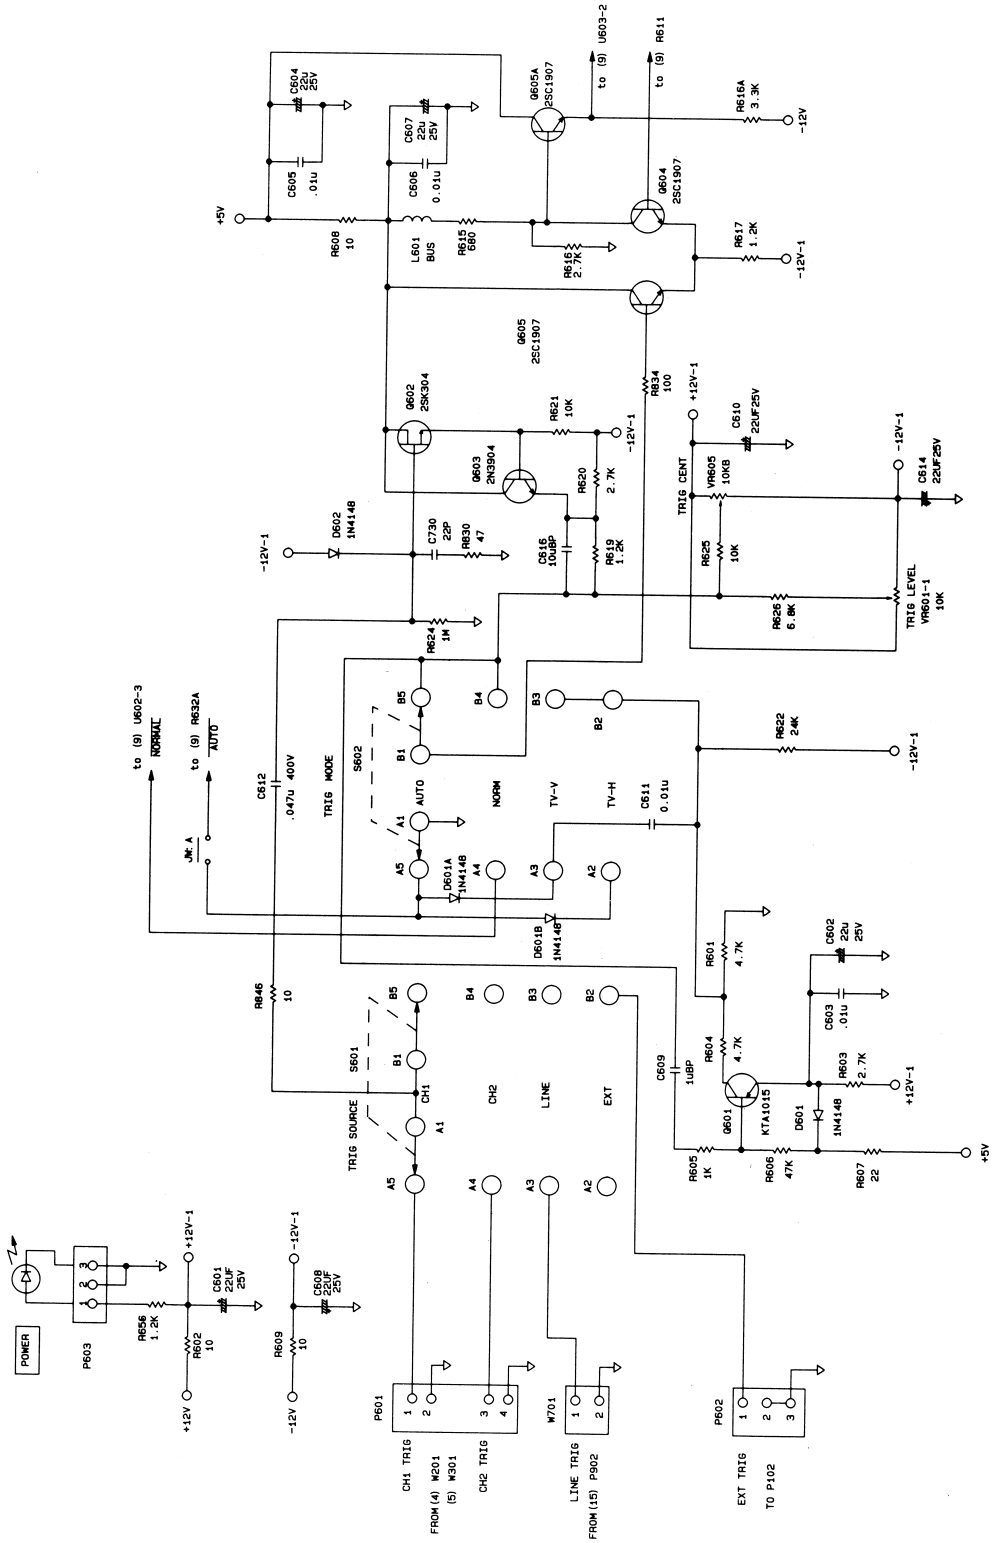 POWER
P603
1 2 3
R656
1.2K
+12V
R602
10
+12V-1
C601
22UF
25V
-12V
R609
10
-12V-1
C608
22UF
25V
CH1 TRIG
FROM(4) W201
(5) W301
CH2 TRIG
P601
1
2
3
4
LINE TRIG
FROM(15) P902
W701
1
2
EXT TRIG
TO P102
P602
1
2
3
TRIG SOURCE
S601
A5
A1
CH1
B1
B5
A4
CH2
B4
A3
LINE
B3
A2
EXT
B2
R846
10
C612
.047u 400V
to (9) U602-3
NORMAL
to (9) R632A
AUTO
JW:A
TRIG MODE
S602
A5
A1
AUTO
B1
B5
D601A
1N4148
A4
NORM
B4
A3
TV-V
B3
D601B
1N4148
A2
TV-H
B2
C611
0.01u
C609
1uBP
R605
1K
R606
47K
R607
22
+5V
Q601
KTA1015
D601
1N4148
R603
2.7K
+12V-1
R604
4.7K
R601
4.7K
C603
.01u
C602
22u
25V
R622
24K
-12V-1
R624
1M
-12V-1
D602
1N4148
C730
22P
R830
47
Q602
2SK304
Q603
2N3904
R621
10K
-12V-1
R620
2.7K
C616
10uBP
R619
1.2K
TRIG CENT
VR605
10KB
R625
10K
R626
6.8K
TRIG LEVEL
VR601-1
10K
+12V-1
C610
22UF25V
-12V-1
C614
22UF25V
R834
100
Q605
2SC1907
+5V
R608
10
L601
BUS
R615
680
R616
2.7K
C605
.01u
C604
22u
25V
C606
0.01u
C607
22u
25V
Q605A
2SC1907
to (9) U603-2
to (9) R611
Q604
2SC1907
R616A
3.3K
-12V
R617
1.2K
-12V-1